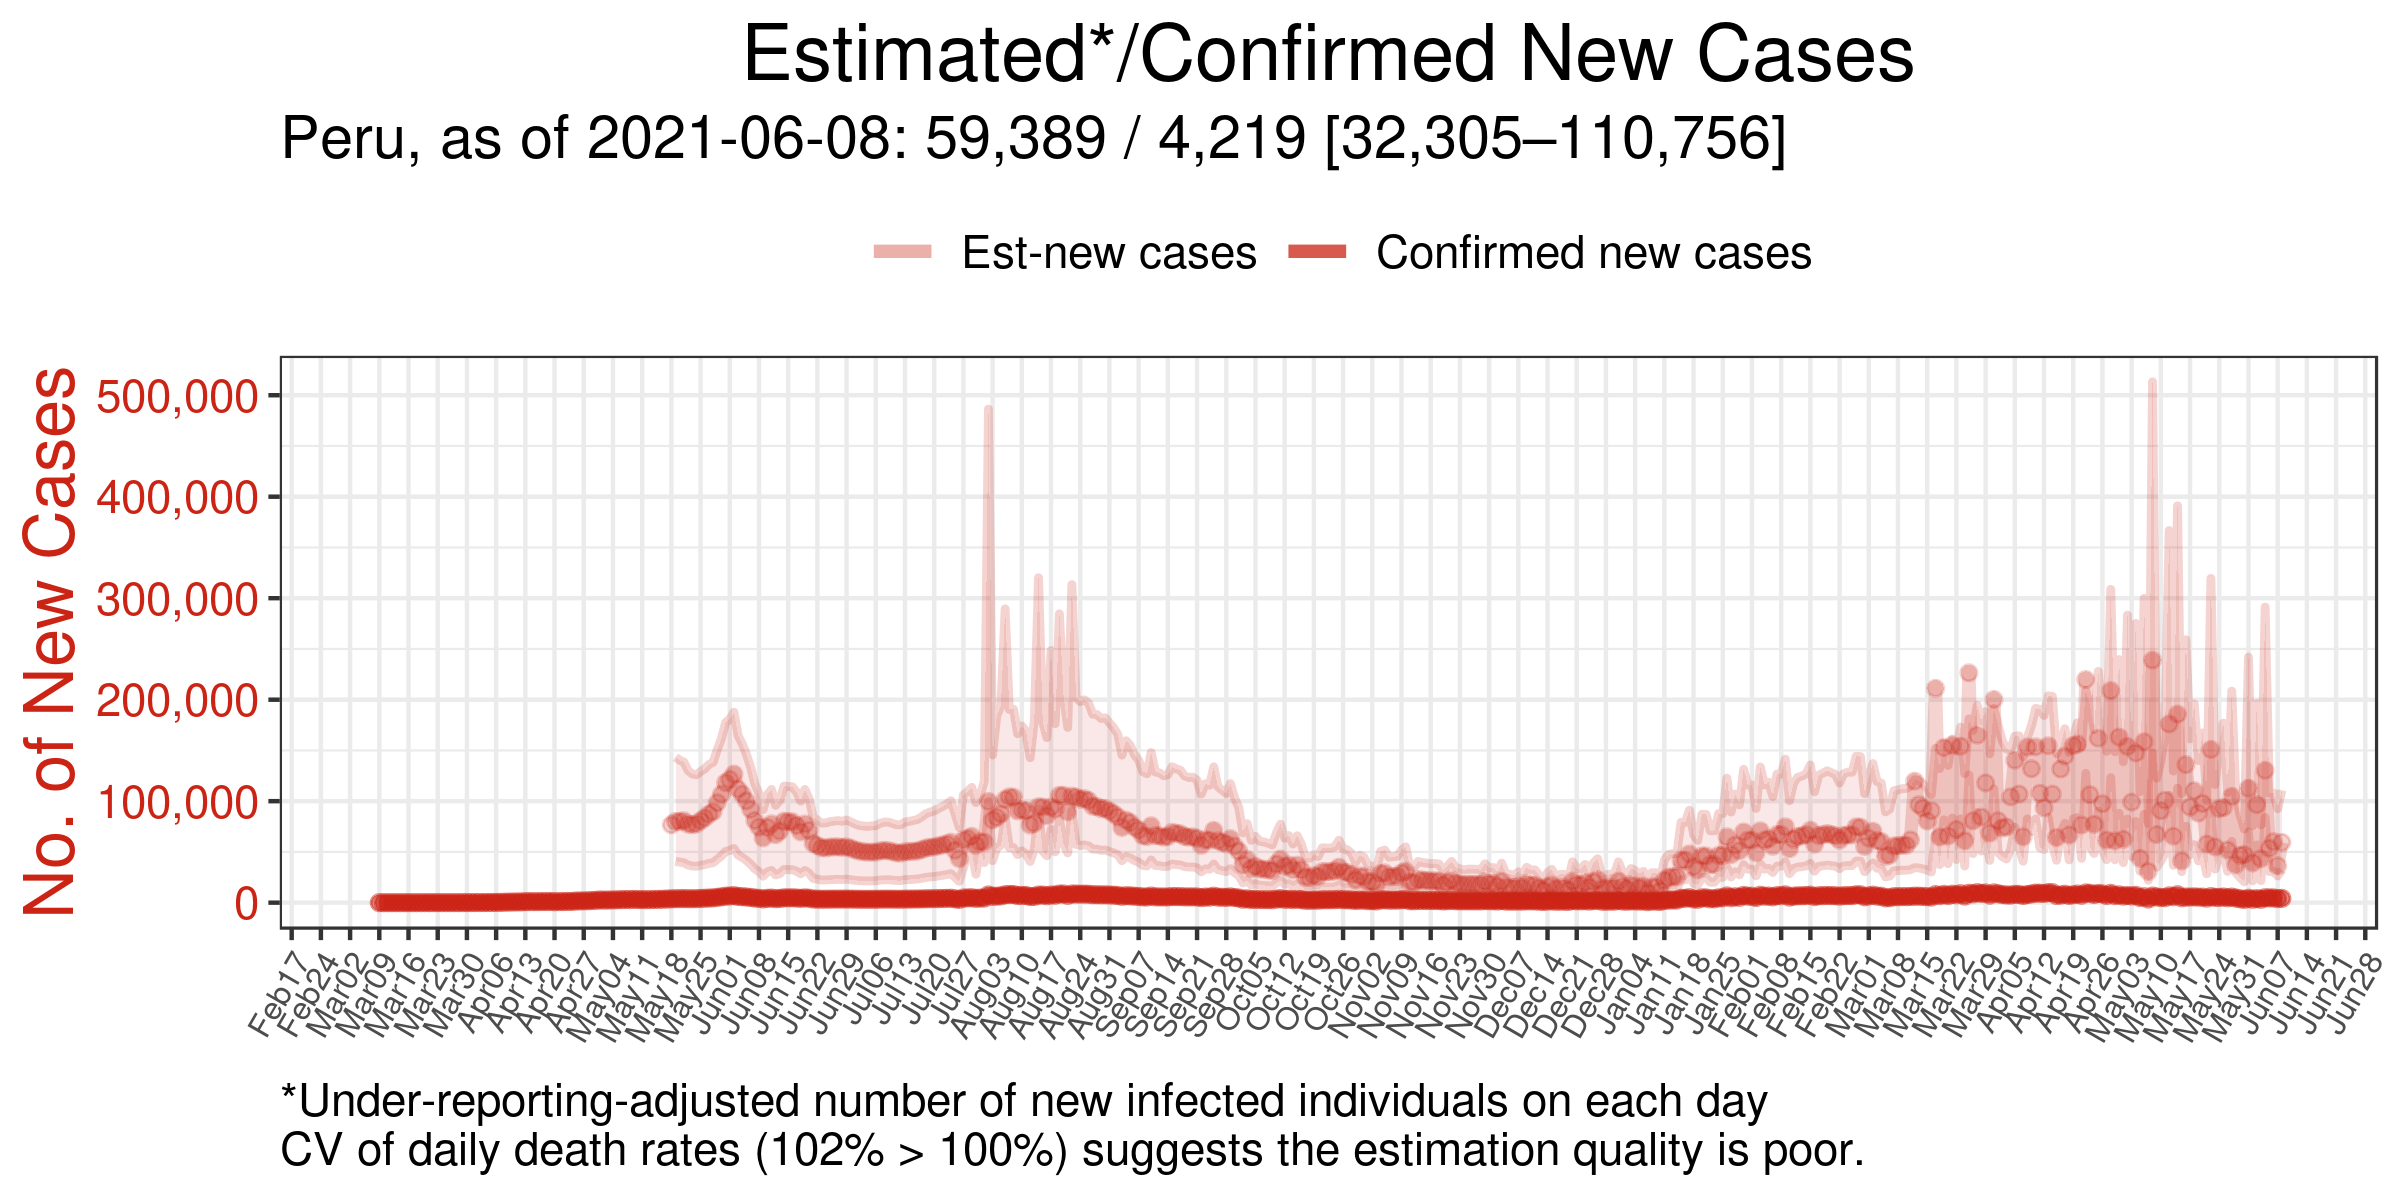 Estimated*/Confirmed New Cases
Peru, as of 2021-06-08: 59,389 / 4,219 [32,305–110,756]
Est-new cases
Confirmed new cases
No. of New Cases
500,000
400,000
300,000
200,000
100,000
0
Feb17
Feb24
Mar02
Mar09
Mar16
Mar23
Mar30
Apr06
Apr13
Apr20
Apr27
May04
May11
May18
May25
Jun01
Jun08
Jun15
Jun22
Jun29
Jul06
Jul13
Jul20
Jul27
Aug03
Aug10
Aug17
Aug24
Aug31
Sep07
Sep14
Sep21
Sep28
Oct05
Oct12
Oct19
Oct26
Nov02
Nov09
Nov16
Nov23
Nov30
Dec07
Dec14
Dec21
Dec28
Jan04
Jan11
Jan18
Jan25
Feb01
Feb08
Feb15
Feb22
Mar01
Mar08
Mar15
Mar22
Mar29
Apr05
Apr12
Apr19
Apr26
May03
May10
May17
May24
May31
Jun07
Jun14
Jun21
Jun28
*Under-reporting-adjusted number of new infected individuals on each day
CV of daily death rates (102% > 100%) suggests the estimation quality is poor.